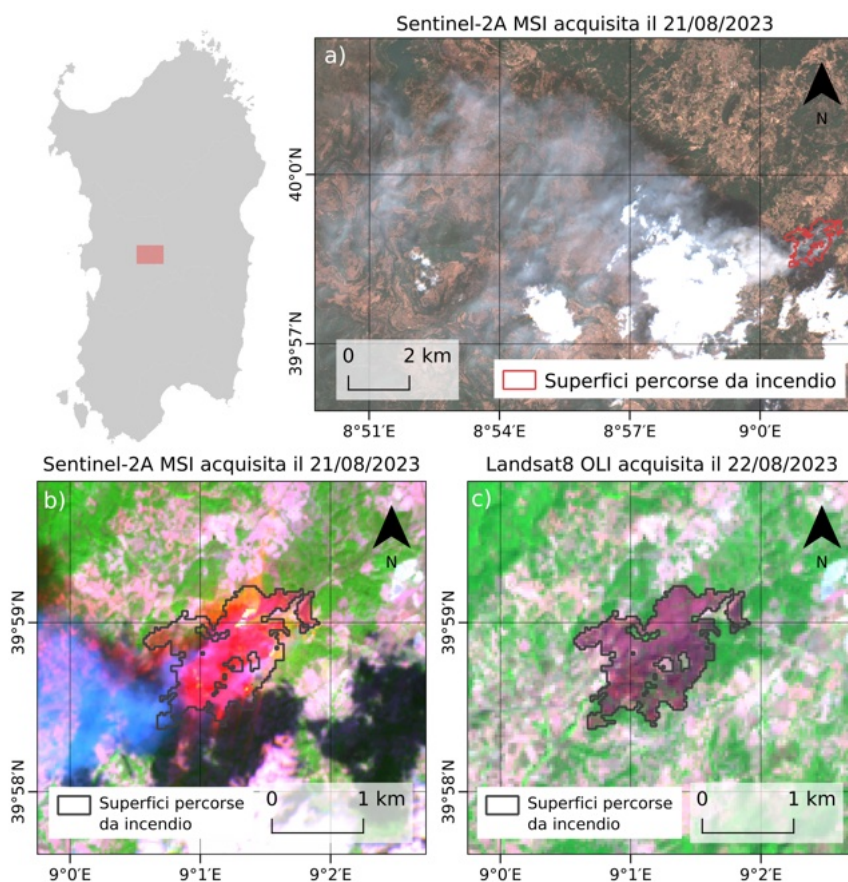 Sentinel-2A MSI acquisita il 21/08/2023
a)
N
40°0′N
39°57′N
0 2 km
Superfici percorse da incendio
8°51′E 8°54′E 8°57′E 9°0′E
Sentinel-2A MSI acquisita il 21/08/2023
b)
N
39°59′N
39°58′N
Superfici percorse
da incendio
0 1 km
9°0′E 9°1′E 9°2′E
Landsat8 OLI acquisita il 22/08/2023
c)
N
39°59′N
39°58′N
Superfici percorse
da incendio
0 1 km
9°0′E 9°1′E 9°2′E